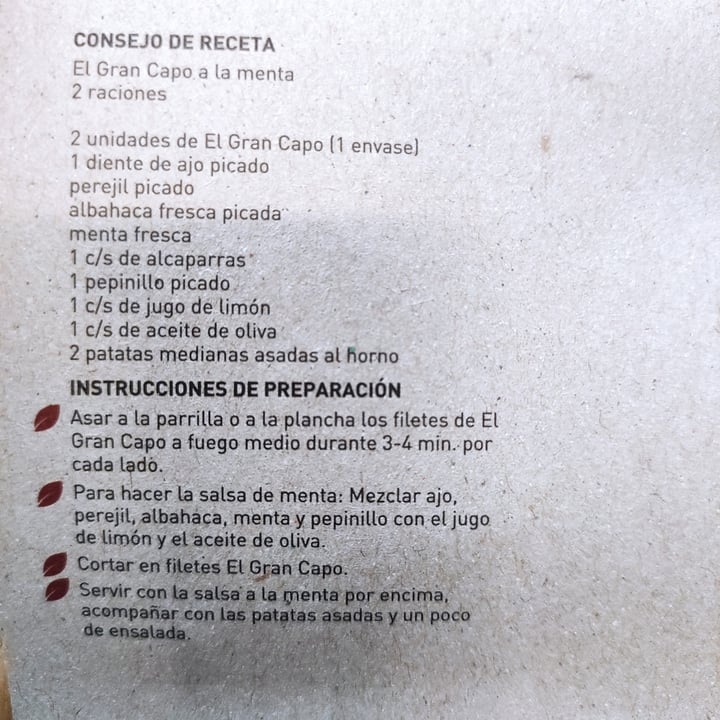 CONSEJO DE RECETA
El Gran Capo a la menta
2 raciones
2 unidades de El Gran Capo (1 envase)
1 diente de ajo picado
perejil picado
albahaca fresca picada
menta fresca
1 c/s de alcaparras
1 pepinillo picado
1 c/s de jugo de limón
1 c/s de aceite de oliva
2 patatas medianas asadas al horno
INSTRUCCIONES DE PREPARACIÓN
Asar a la parrilla o a la plancha los filetes de El
Gran Capo a fuego medio durante 3-4 min. por
cada lado.
Para hacer la salsa de menta: Mezclar ajo,
perejil, albahaca, menta y pepinillo con el jugo
de limón y el aceite de oliva.
Cortar en filetes El Gran Capo.
Servir con la salsa a la menta por encima,
acompañar con las patatas asadas y un poco
de ensalada.